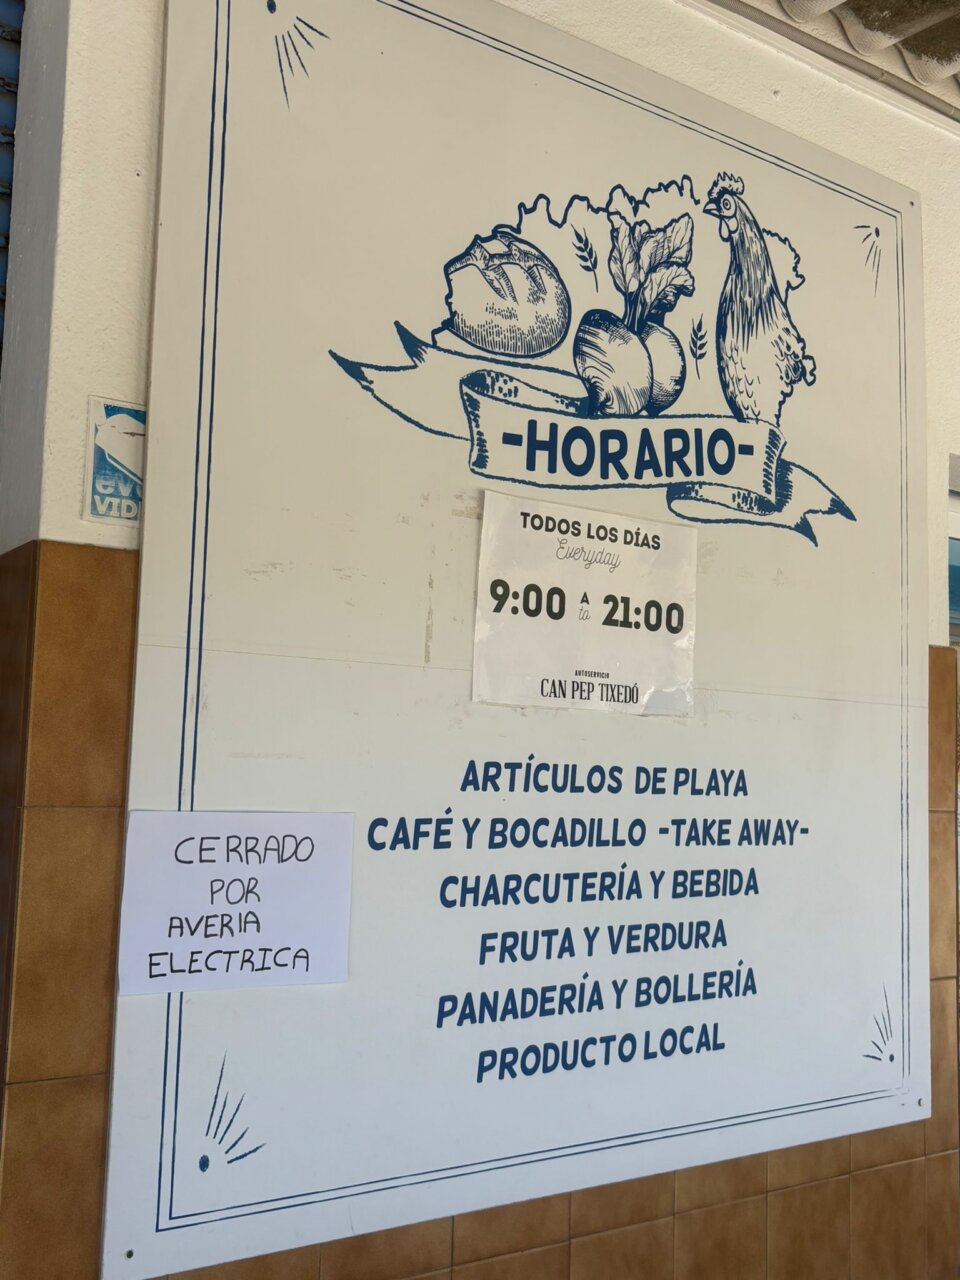 -HORARIO-
TODOS LOS DÍAS
Everyday
9:00 A to 21:00
AUTOSERVICIO
CAN PEP TIXEDÓ
ARTÍCULOS DE PLAYA
CAFÉ Y BOCADILLO -TAKE AWAY-
CHARCUTERÍA Y BEBIDA
FRUTA Y VERDURA
PANADERÍA Y BOLLERÍA
PRODUCTO LOCAL
CERRADO
POR
AVERIA
ELECTRICA